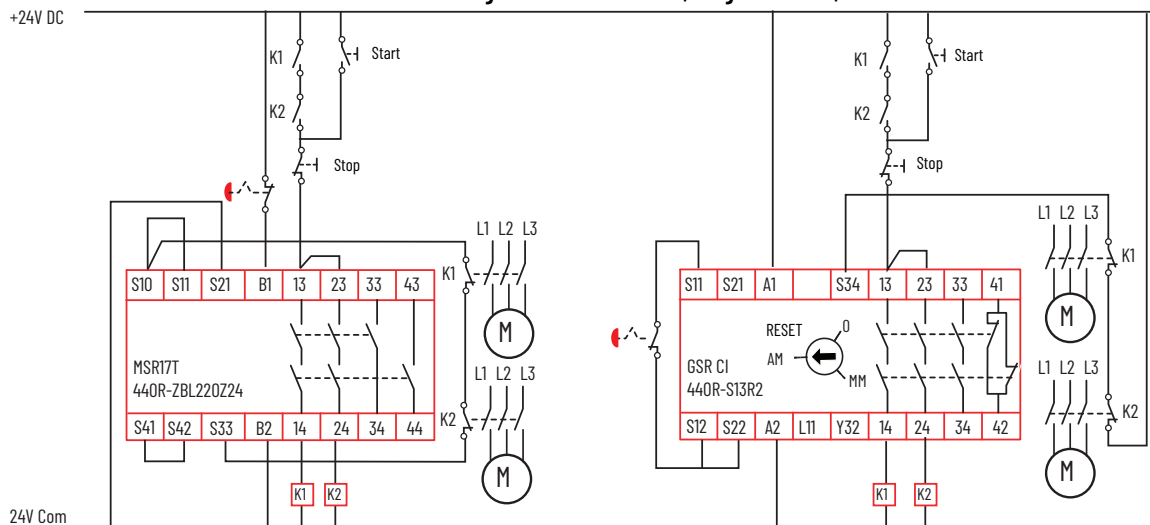 +24V DC
K1
Start
K2
Stop
L1 L2 L3
K1
M
S10 S11 S21 B1 13 23 33 43
MSR17T
440R-ZBL220Z24
S41 S42 S33 B2 14 24 34 44
L1 L2 L3
K2
M
K1 K2
24V Com
K1
Start
K2
Stop
L1 L2 L3
K1
M
S11 S21 A1 S34 13 23 33 41
RESET
0
AM
MM
GSR CI
440R-S13R2
S12 S22 A2 L11 Y32 14 24 34 42
L1 L2 L3
K2
M
K1 K2